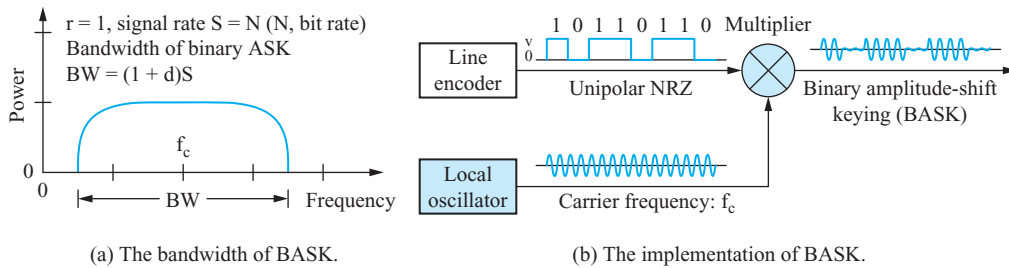 r = 1, signal rate S = N (N, bit rate)
Bandwidth of binary ASK
BW = (1 + d)S
Power
f_c
0
0
BW
Frequency
(a) The bandwidth of BASK.
1 0 1 1 0 1 1 0
Multiplier
v
0
Line
encoder
Unipolar NRZ
Binary amplitude-shift
keying (BASK)
Local
oscillator
Carrier frequency: f_c
(b) The implementation of BASK.